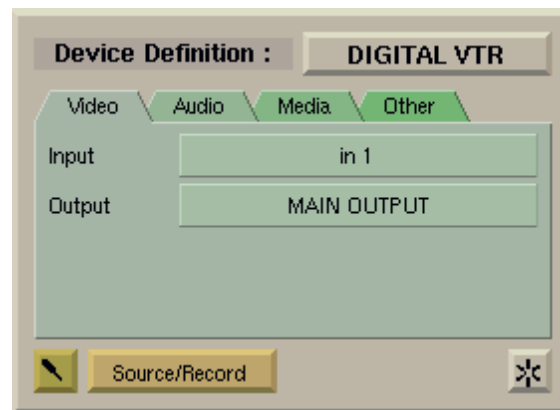 Device Definition : DIGITAL VTR
Video Audio Media Other
Input in 1
Output MAIN OUTPUT
Source/Record